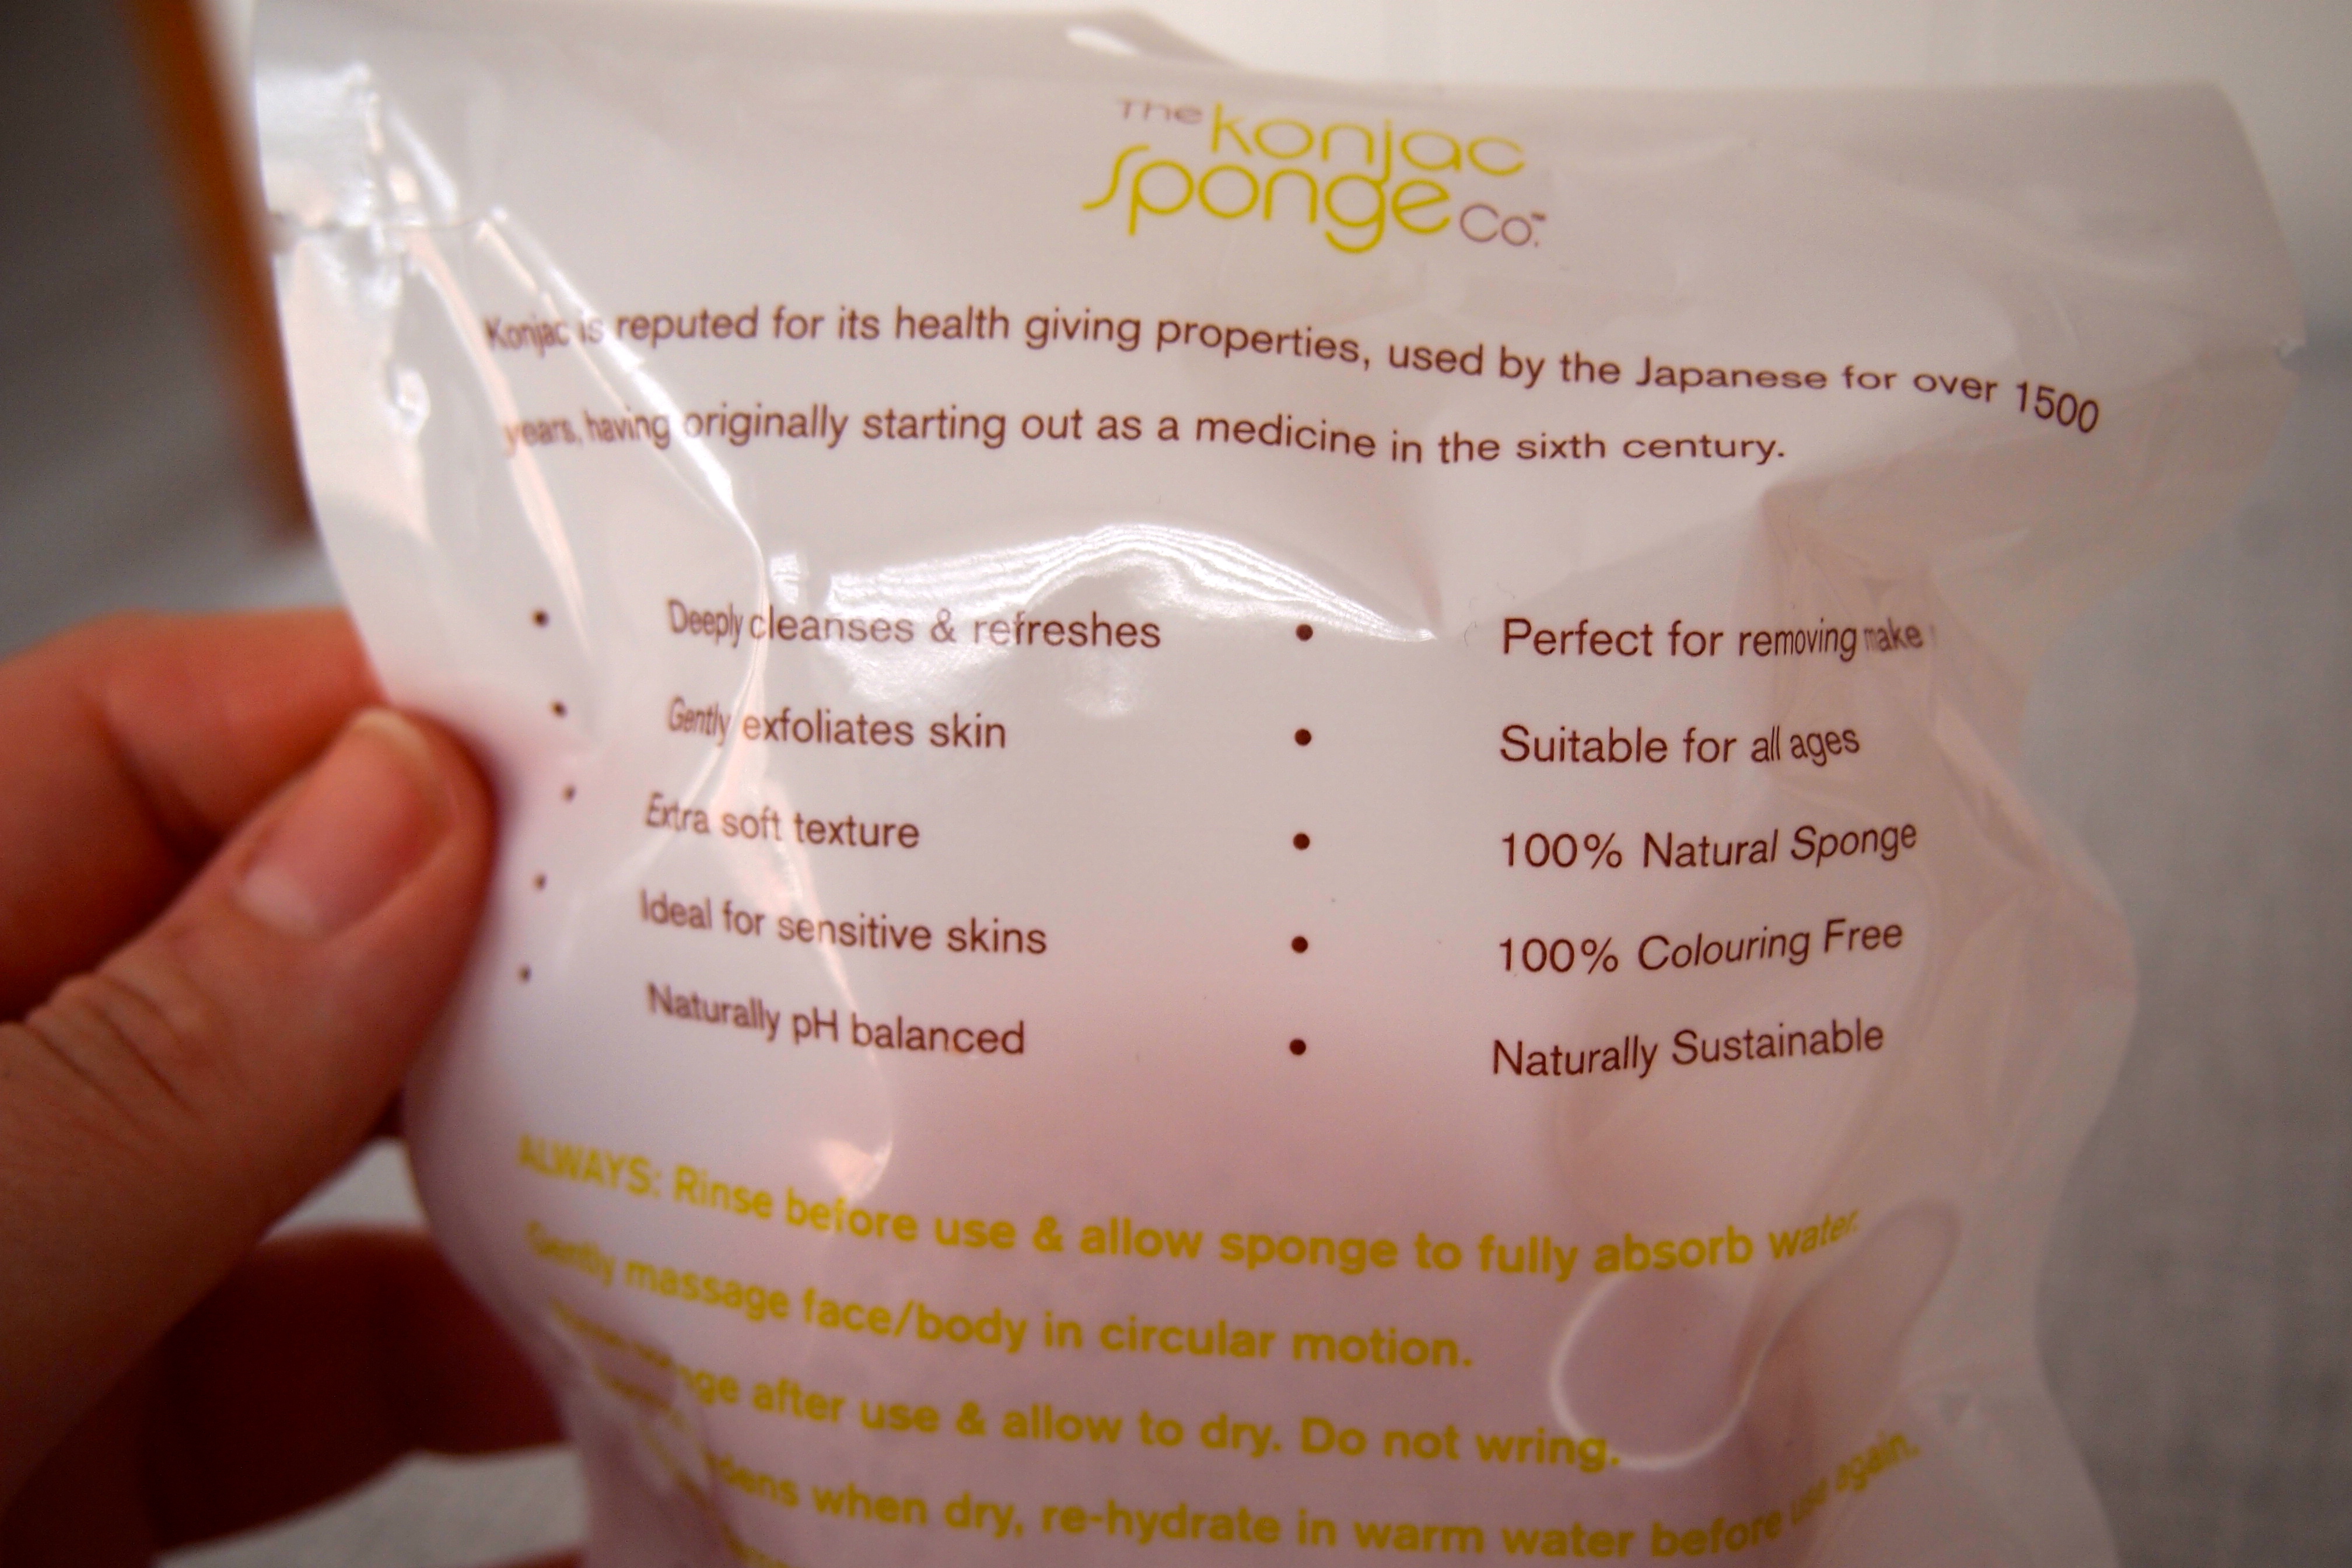 The konjac
sponge Co.™
Konjac is reputed for its health giving properties, used by the Japanese for over 1500
years, having originally starting out as a medicine in the sixth century.
• Deeply cleanses & refreshes • Perfect for removing make
• Gently exfoliates skin • Suitable for all ages
• Extra soft texture • 100% Natural Sponge
• Ideal for sensitive skins • 100% Colouring Free
• Naturally pH balanced • Naturally Sustainable
ALWAYS: Rinse before use & allow sponge to fully absorb water.
Gently massage face/body in circular motion.
after use & allow to dry. Do not wring.
when dry, re-hydrate in warm water before use again.